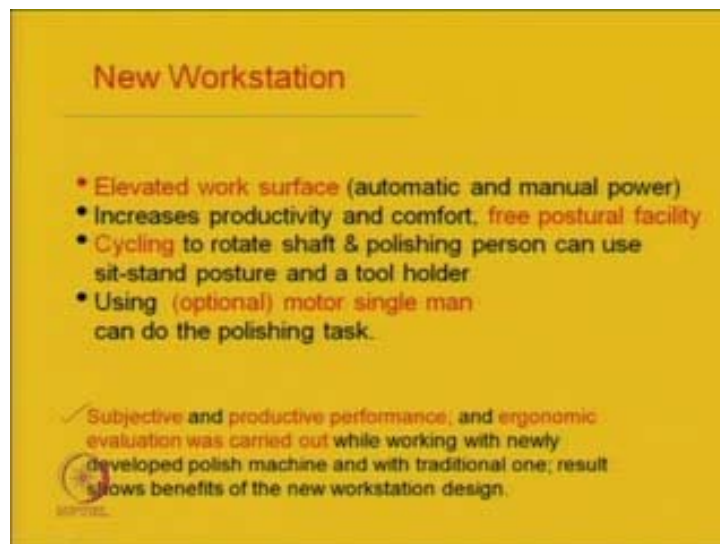 New Workstation
• Elevated work surface (automatic and manual power)
• Increases productivity and comfort, free postural facility
• Cycling to rotate shaft & polishing person can use
sit-stand posture and a tool holder
• Using (optional) motor single man
can do the polishing task.
Subjective and productive performance; and ergonomic
evaluation was carried out while working with newly
developed polish machine and with traditional one; result
shows benefits of the new workstation design.
NPTEL